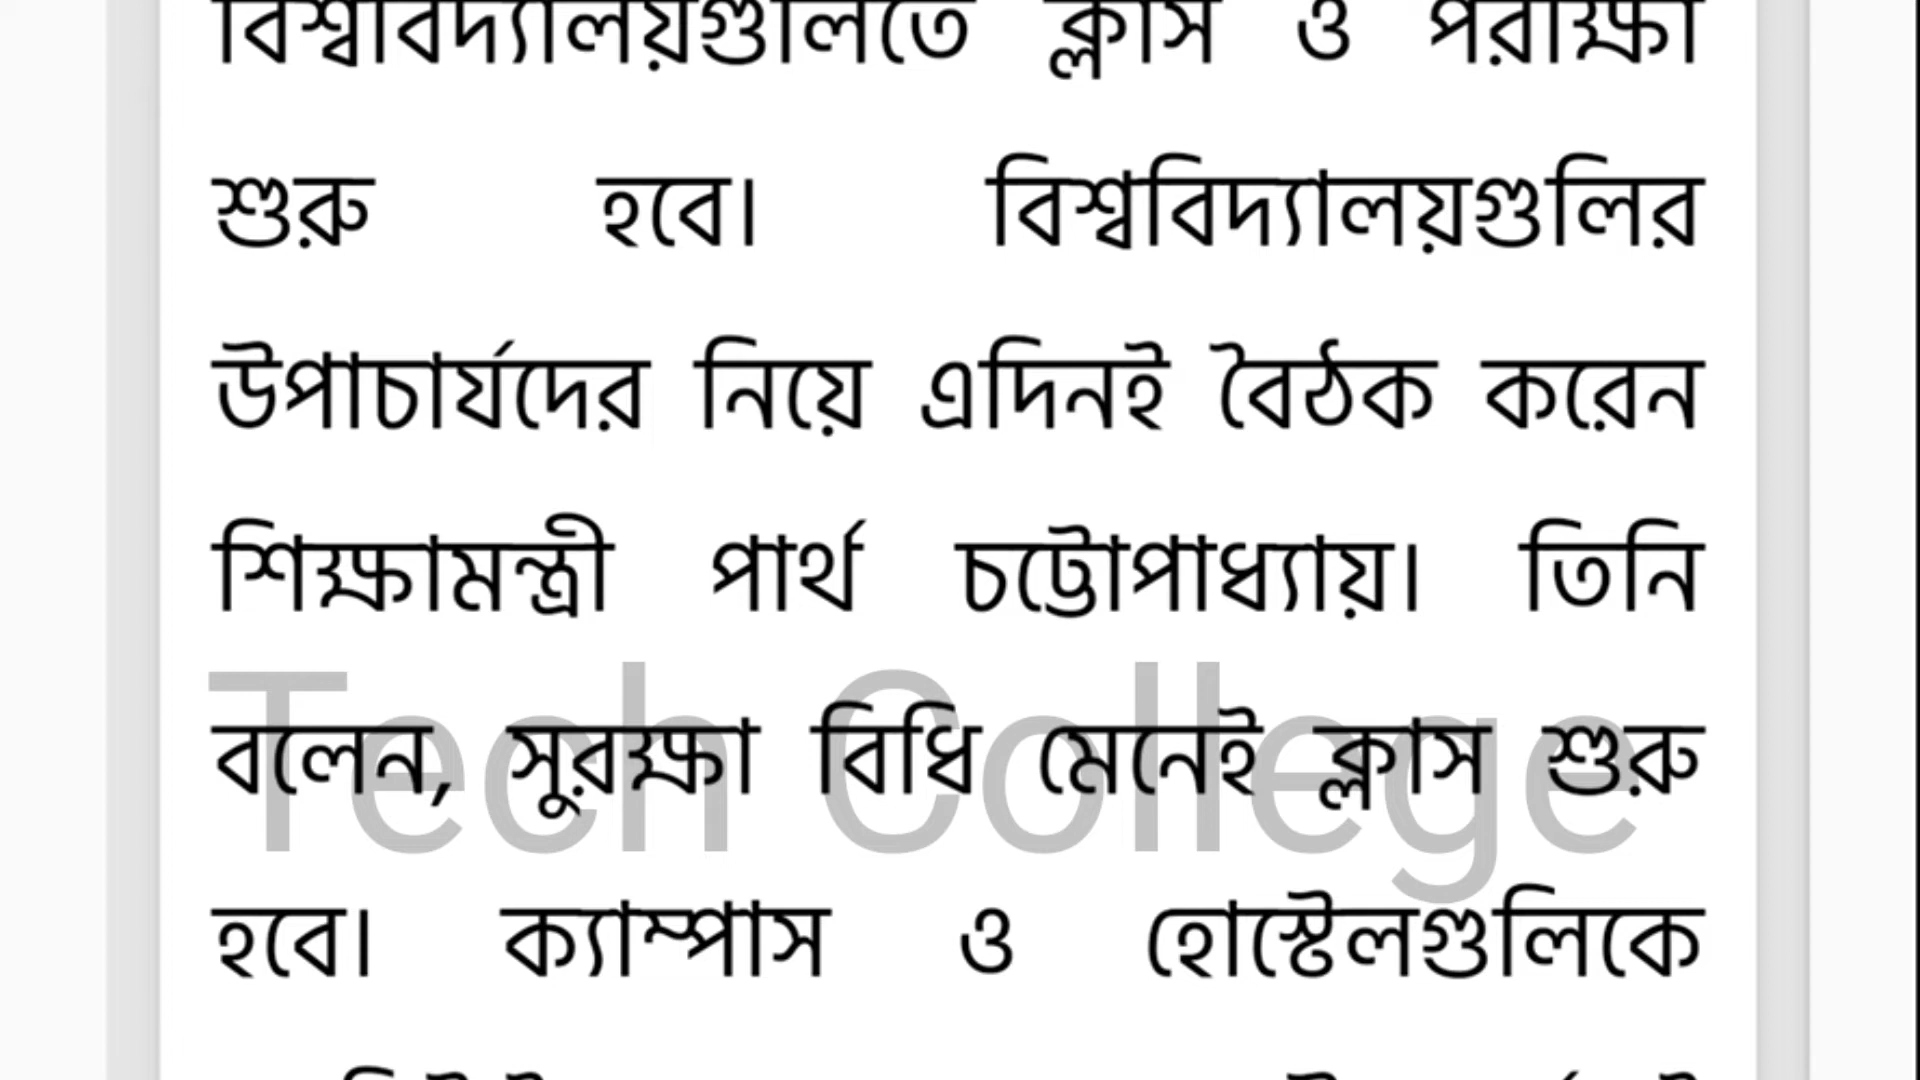 বিশ্ববিদ্যালয়গুলিতে ক্লাস ও পরীক্ষা
শুরু হবে। বিশ্ববিদ্যালয়গুলির
উপাচার্যদের নিয়ে এদিনই বৈঠক করেন
শিক্ষামন্ত্রী পার্থ চট্টোপাধ্যায়। তিনি
বলেন, সুরক্ষা বিধি মেনেই ক্লাস শুরু
Tech College
হবে। ক্যাম্পাস ও হোস্টেলগুলিকে